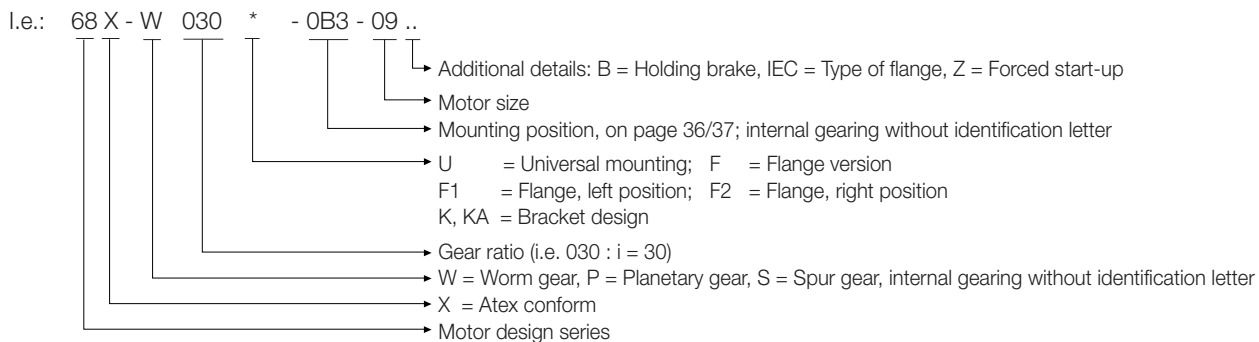 I.e.: 68 X - W 030 * - 0B3 - 09 ..
Additional details: B = Holding brake, IEC = Type of flange, Z = Forced start-up
Motor size
Mounting position, on page 36/37; internal gearing without identification letter
U = Universal mounting; F = Flange version
F1 = Flange, left position; F2 = Flange, right position
K, KA = Bracket design
Gear ratio (i.e. 030 : i = 30)
W = Worm gear, P = Planetary gear, S = Spur gear, internal gearing without identification letter
X = Atex conform
Motor design series